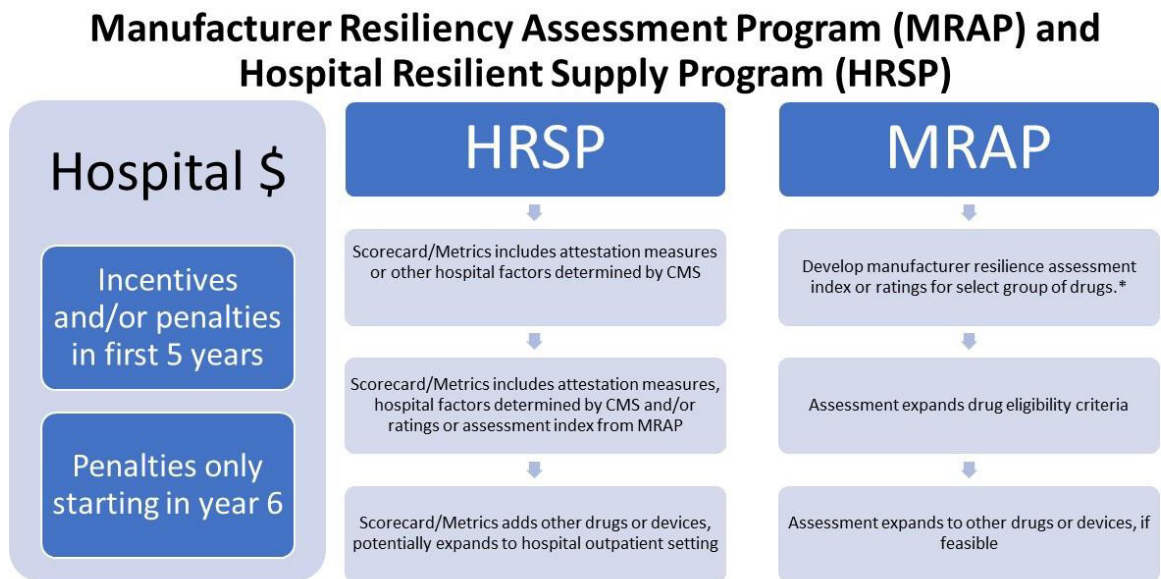 Manufacturer Resiliency Assessment Program (MRAP) and
Hospital Resilient Supply Program (HRSP)
Hospital $
Incentives
and/or penalties
in first 5 years
Penalties only
starting in year 6
HRSP
Scorecard/Metrics includes attestation measures
or other hospital factors determined by CMS
Scorecard/Metrics includes attestation measures,
hospital factors determined by CMS and/or
ratings or assessment index from MRAP
Scorecard/Metrics adds other drugs or devices,
potentially expands to hospital outpatient setting
MRAP
Develop manufacturer resilience assessment
index or ratings for select group of drugs.*
Assessment expands drug eligibility criteria
Assessment expands to other drugs or devices, if
feasible